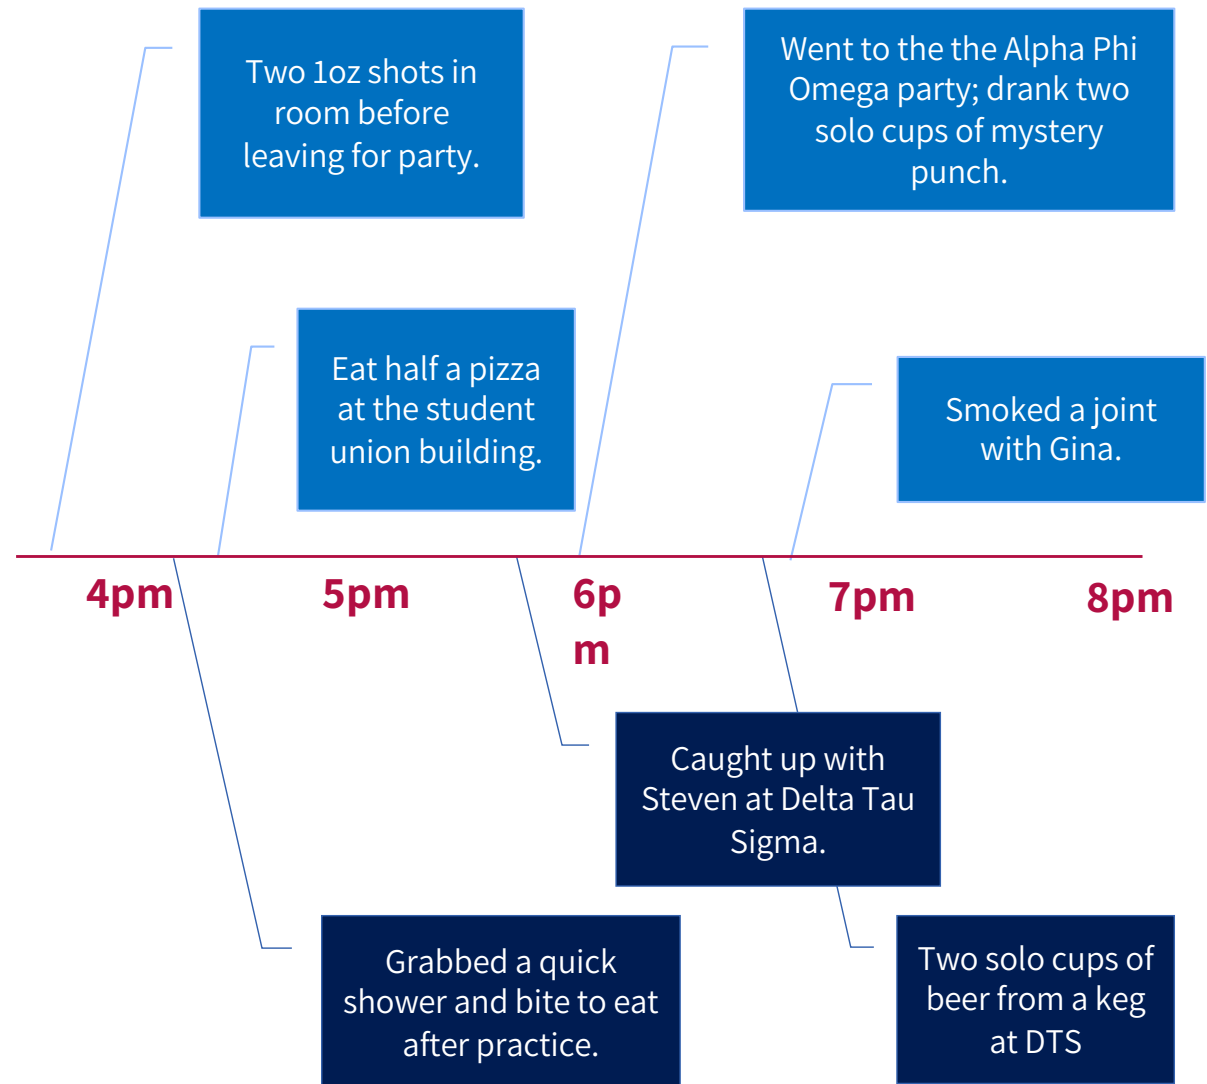 Two 1oz shots in
room before
leaving for party.
Went to the the Alpha Phi
Omega party; drank two
solo cups of mystery
punch.
Eat half a pizza
at the student
union building.
Smoked a joint
with Gina.
4pm
5pm
6p
m
7pm
8pm
Caught up with
Steven at Delta Tau
Sigma.
Grabbed a quick
shower and bite to eat
after practice.
Two solo cups of
beer from a keg
at DTS